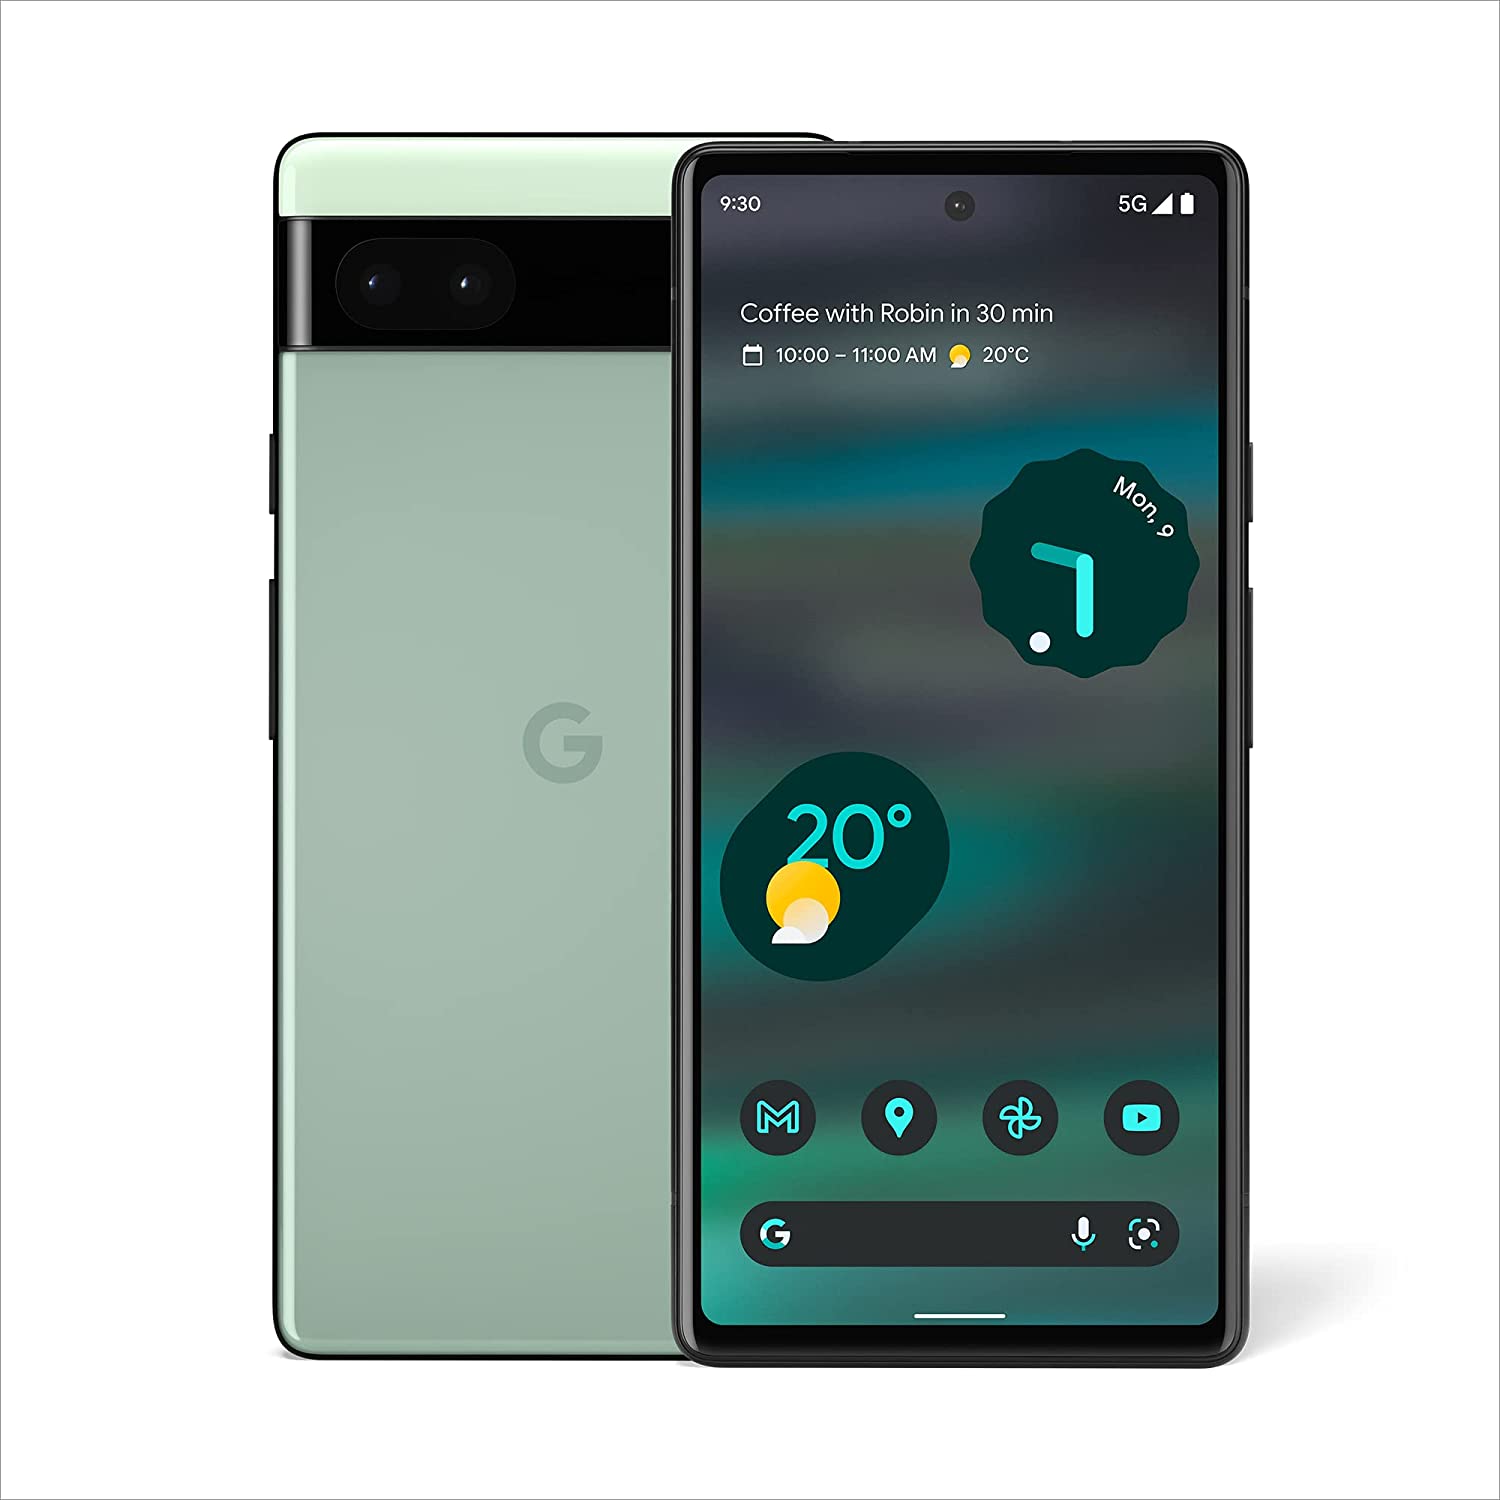 9:30
5G
Coffee with Robin in 30 min
10:00 – 11:00 AM 20°C
Mon, 9
20°
G
G